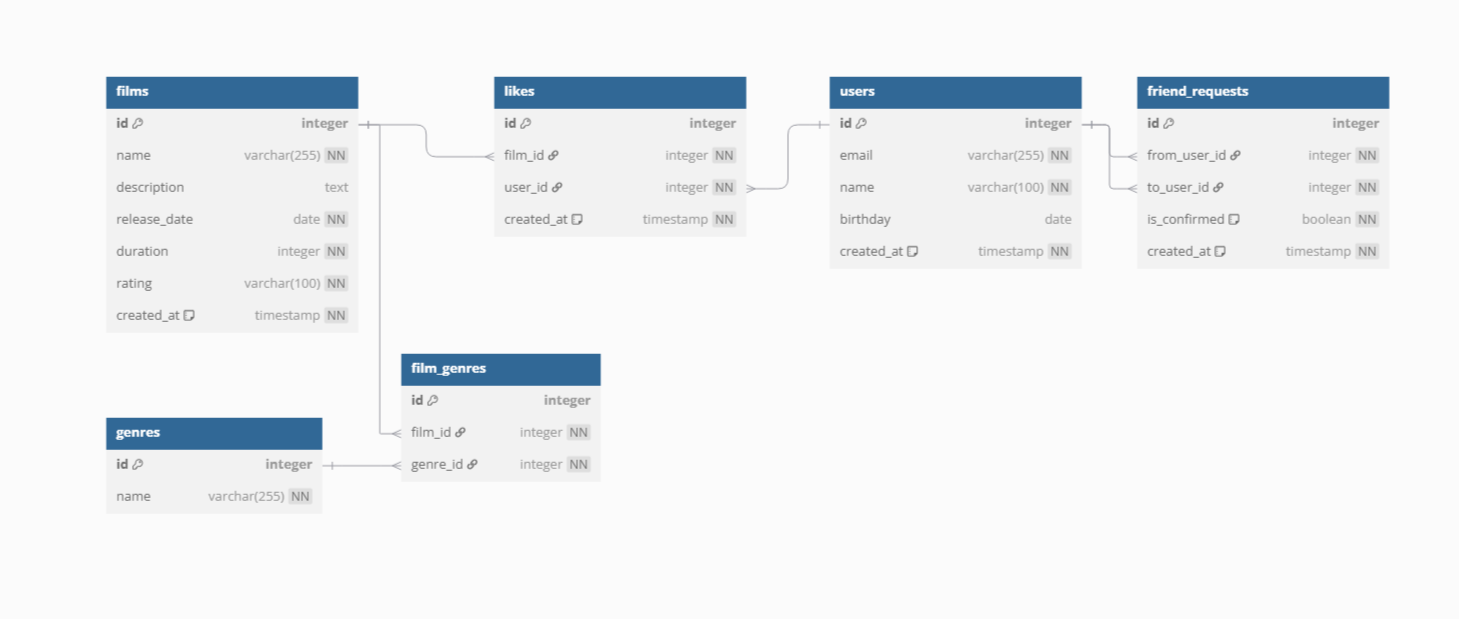 films
id integer
name varchar(255) NN
description text
release_date date NN
duration integer NN
rating varchar(100) NN
created_at timestamp NN
likes
id integer
film_id integer NN
user_id integer NN
created_at timestamp NN
users
id integer
email varchar(255) NN
name varchar(100) NN
birthday date
created_at timestamp NN
friend_requests
id integer
from_user_id integer NN
to_user_id integer NN
is_confirmed boolean NN
created_at timestamp NN
film_genres
id integer
film_id integer NN
genre_id integer NN
genres
id integer
name varchar(255) NN